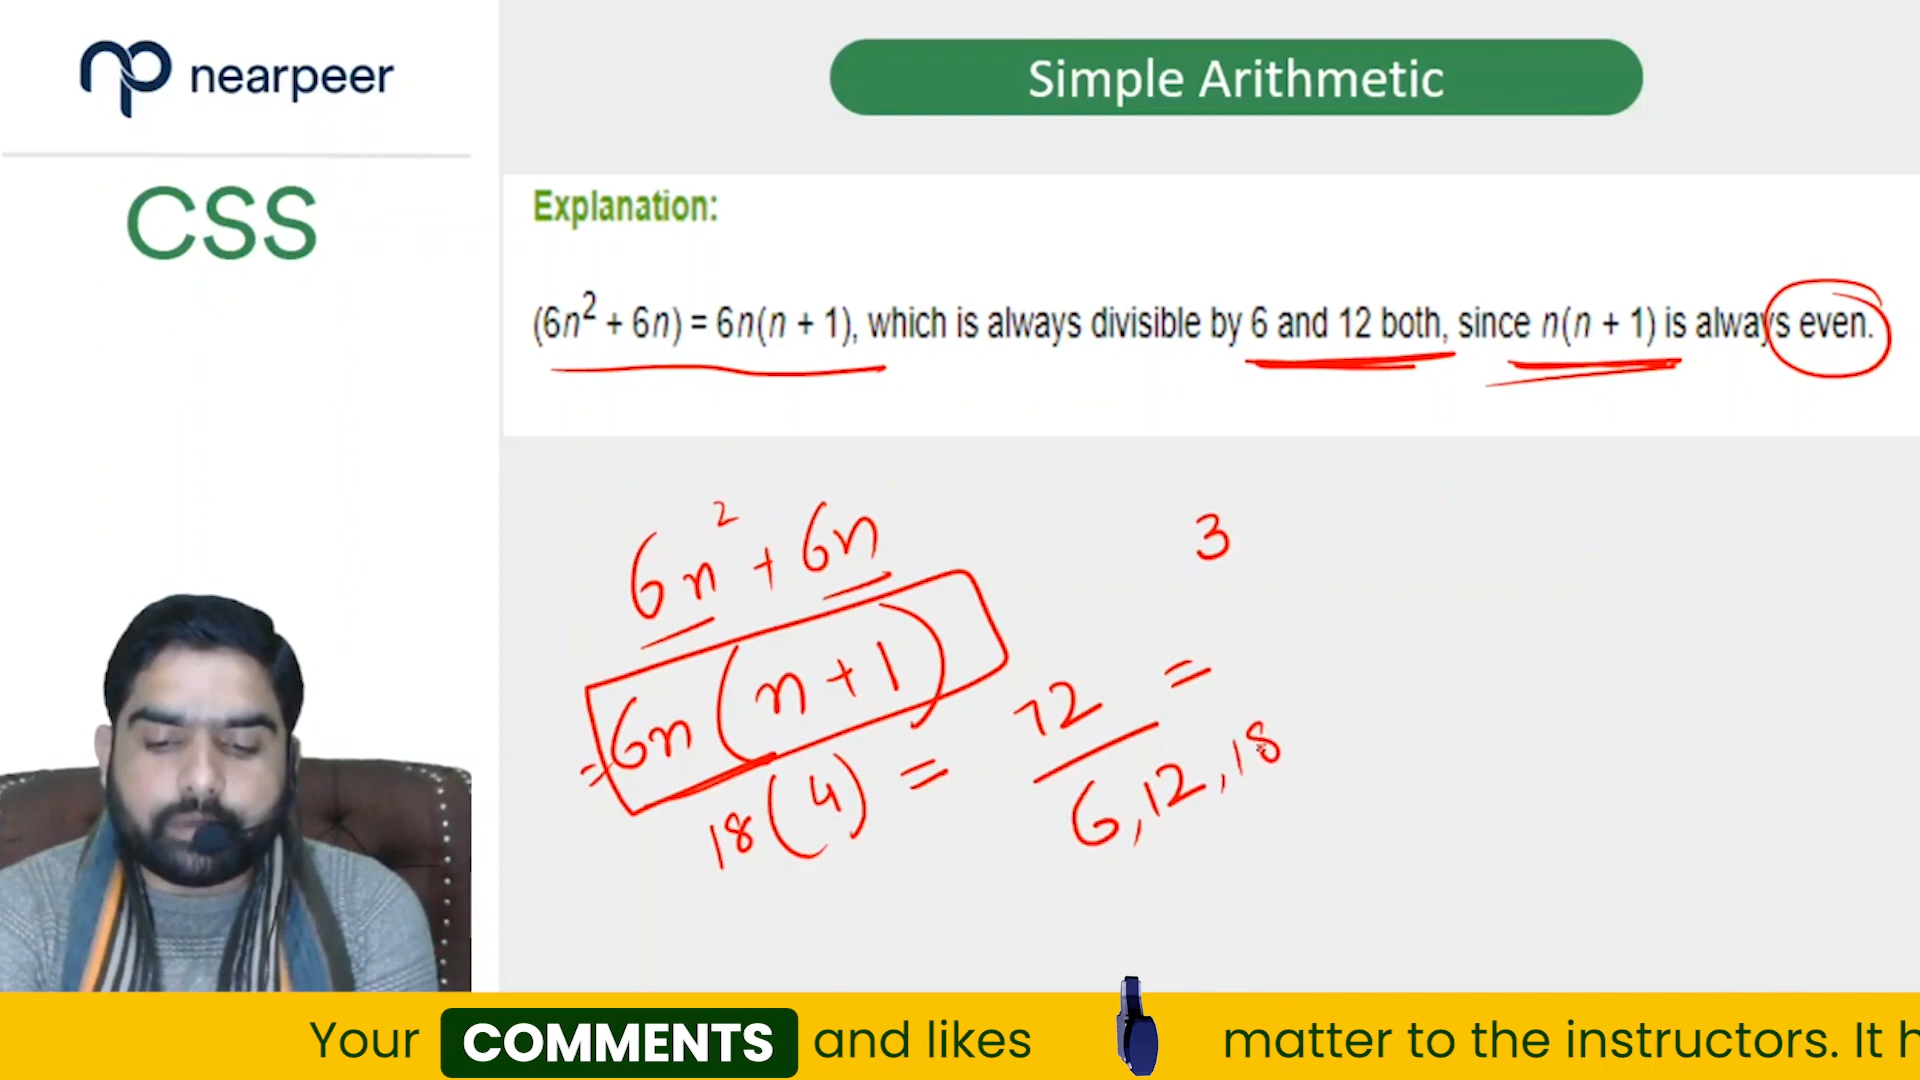 nearpeer
Simple Arithmetic
CSS
Explanation:
(6n² + 6n) = 6n(n + 1), which is always divisible by 6 and 12 both, since n(n + 1) is always even.
6n² + 6n
3
= 6n(n+1)
18(4) = 72 =
6, 12, 18
Your COMMENTS and likes matter to the instructors. It h